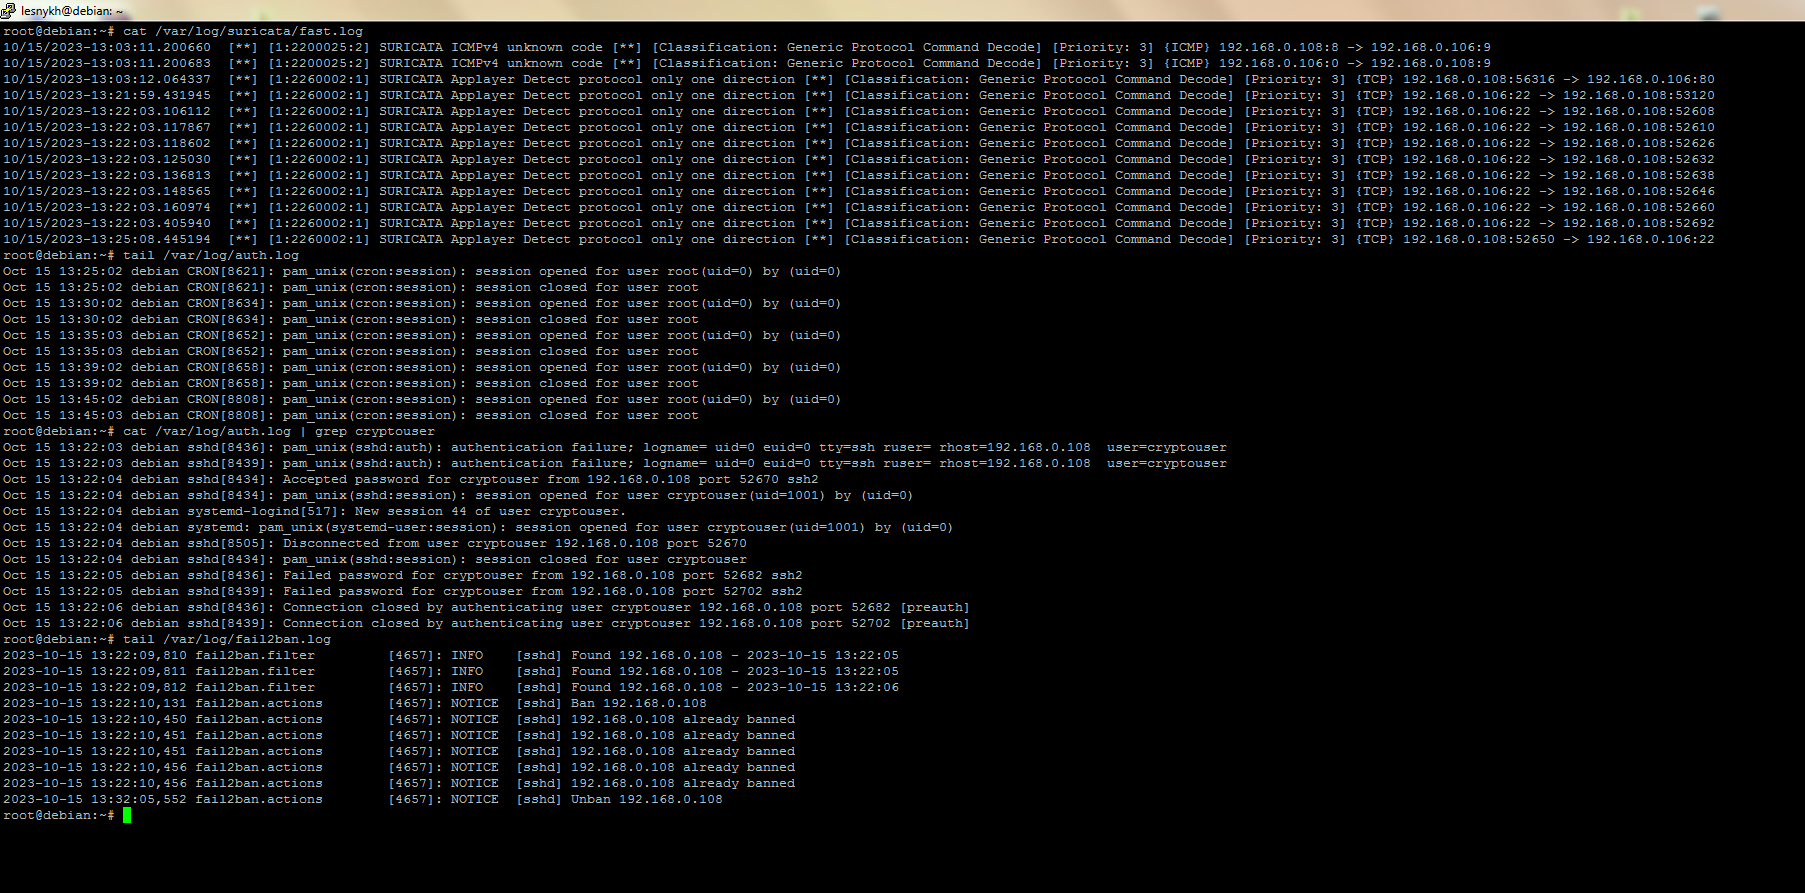 lesnykh@debian: ~
root@debian:~# cat /var/log/suricata/fast.log
10/15/2023-13:03:11.200660  [**] [1:2200025:2] SURICATA ICMPv4 unknown code [**] [Classification: Generic Protocol Command Decode] [Priority: 3] {ICMP} 192.168.0.108:8 -> 192.168.0.106:9
10/15/2023-13:03:11.200683  [**] [1:2200025:2] SURICATA ICMPv4 unknown code [**] [Classification: Generic Protocol Command Decode] [Priority: 3] {ICMP} 192.168.0.106:0 -> 192.168.0.108:9
10/15/2023-13:03:12.064337  [**] [1:2260002:1] SURICATA Applayer Detect protocol only one direction [**] [Classification: Generic Protocol Command Decode] [Priority: 3] {TCP} 192.168.0.108:56316 -> 192.168.0.106:80
10/15/2023-13:21:59.431945  [**] [1:2260002:1] SURICATA Applayer Detect protocol only one direction [**] [Classification: Generic Protocol Command Decode] [Priority: 3] {TCP} 192.168.0.106:22 -> 192.168.0.108:53120
10/15/2023-13:22:03.106112  [**] [1:2260002:1] SURICATA Applayer Detect protocol only one direction [**] [Classification: Generic Protocol Command Decode] [Priority: 3] {TCP} 192.168.0.106:22 -> 192.168.0.108:52608
10/15/2023-13:22:03.117867  [**] [1:2260002:1] SURICATA Applayer Detect protocol only one direction [**] [Classification: Generic Protocol Command Decode] [Priority: 3] {TCP} 192.168.0.106:22 -> 192.168.0.108:52610
10/15/2023-13:22:03.118602  [**] [1:2260002:1] SURICATA Applayer Detect protocol only one direction [**] [Classification: Generic Protocol Command Decode] [Priority: 3] {TCP} 192.168.0.106:22 -> 192.168.0.108:52626
10/15/2023-13:22:03.125030  [**] [1:2260002:1] SURICATA Applayer Detect protocol only one direction [**] [Classification: Generic Protocol Command Decode] [Priority: 3] {TCP} 192.168.0.106:22 -> 192.168.0.108:52632
10/15/2023-13:22:03.136813  [**] [1:2260002:1] SURICATA Applayer Detect protocol only one direction [**] [Classification: Generic Protocol Command Decode] [Priority: 3] {TCP} 192.168.0.106:22 -> 192.168.0.108:52638
10/15/2023-13:22:03.148565  [**] [1:2260002:1] SURICATA Applayer Detect protocol only one direction [**] [Classification: Generic Protocol Command Decode] [Priority: 3] {TCP} 192.168.0.106:22 -> 192.168.0.108:52646
10/15/2023-13:22:03.160974  [**] [1:2260002:1] SURICATA Applayer Detect protocol only one direction [**] [Classification: Generic Protocol Command Decode] [Priority: 3] {TCP} 192.168.0.106:22 -> 192.168.0.108:52660
10/15/2023-13:22:03.405940  [**] [1:2260002:1] SURICATA Applayer Detect protocol only one direction [**] [Classification: Generic Protocol Command Decode] [Priority: 3] {TCP} 192.168.0.106:22 -> 192.168.0.108:52692
10/15/2023-13:25:08.445194  [**] [1:2260002:1] SURICATA Applayer Detect protocol only one direction [**] [Classification: Generic Protocol Command Decode] [Priority: 3] {TCP} 192.168.0.108:52650 -> 192.168.0.106:22
root@debian:~# tail /var/log/auth.log
Oct 15 13:25:02 debian CRON[8621]: pam_unix(cron:session): session opened for user root(uid=0) by (uid=0)
Oct 15 13:25:02 debian CRON[8621]: pam_unix(cron:session): session closed for user root
Oct 15 13:30:02 debian CRON[8634]: pam_unix(cron:session): session opened for user root(uid=0) by (uid=0)
Oct 15 13:30:02 debian CRON[8634]: pam_unix(cron:session): session closed for user root
Oct 15 13:35:03 debian CRON[8652]: pam_unix(cron:session): session opened for user root(uid=0) by (uid=0)
Oct 15 13:35:03 debian CRON[8652]: pam_unix(cron:session): session closed for user root
Oct 15 13:39:02 debian CRON[8658]: pam_unix(cron:session): session opened for user root(uid=0) by (uid=0)
Oct 15 13:39:02 debian CRON[8658]: pam_unix(cron:session): session closed for user root
Oct 15 13:45:02 debian CRON[8808]: pam_unix(cron:session): session opened for user root(uid=0) by (uid=0)
Oct 15 13:45:03 debian CRON[8808]: pam_unix(cron:session): session closed for user root
root@debian:~# cat /var/log/auth.log | grep cryptouser
Oct 15 13:22:03 debian sshd[8436]: pam_unix(sshd:auth): authentication failure; logname= uid=0 euid=0 tty=ssh ruser= rhost=192.168.0.108  user=cryptouser
Oct 15 13:22:03 debian sshd[8439]: pam_unix(sshd:auth): authentication failure; logname= uid=0 euid=0 tty=ssh ruser= rhost=192.168.0.108  user=cryptouser
Oct 15 13:22:04 debian sshd[8434]: Accepted password for cryptouser from 192.168.0.108 port 52670 ssh2
Oct 15 13:22:04 debian sshd[8434]: pam_unix(sshd:session): session opened for user cryptouser(uid=1001) by (uid=0)
Oct 15 13:22:04 debian systemd-logind[517]: New session 44 of user cryptouser.
Oct 15 13:22:04 debian systemd: pam_unix(systemd-user:session): session opened for user cryptouser(uid=1001) by (uid=0)
Oct 15 13:22:04 debian sshd[8505]: Disconnected from user cryptouser 192.168.0.108 port 52670
Oct 15 13:22:04 debian sshd[8434]: pam_unix(sshd:session): session closed for user cryptouser
Oct 15 13:22:05 debian sshd[8436]: Failed password for cryptouser from 192.168.0.108 port 52682 ssh2
Oct 15 13:22:05 debian sshd[8439]: Failed password for cryptouser from 192.168.0.108 port 52702 ssh2
Oct 15 13:22:06 debian sshd[8436]: Connection closed by authenticating user cryptouser 192.168.0.108 port 52682 [preauth]
Oct 15 13:22:06 debian sshd[8439]: Connection closed by authenticating user cryptouser 192.168.0.108 port 52702 [preauth]
root@debian:~# tail /var/log/fail2ban.log
2023-10-15 13:22:09,810 fail2ban.filter         [4657]: INFO    [sshd] Found 192.168.0.108 - 2023-10-15 13:22:05
2023-10-15 13:22:09,811 fail2ban.filter         [4657]: INFO    [sshd] Found 192.168.0.108 - 2023-10-15 13:22:05
2023-10-15 13:22:09,812 fail2ban.filter         [4657]: INFO    [sshd] Found 192.168.0.108 - 2023-10-15 13:22:06
2023-10-15 13:22:10,131 fail2ban.actions        [4657]: NOTICE  [sshd] Ban 192.168.0.108
2023-10-15 13:22:10,450 fail2ban.actions        [4657]: NOTICE  [sshd] 192.168.0.108 already banned
2023-10-15 13:22:10,451 fail2ban.actions        [4657]: NOTICE  [sshd] 192.168.0.108 already banned
2023-10-15 13:22:10,451 fail2ban.actions        [4657]: NOTICE  [sshd] 192.168.0.108 already banned
2023-10-15 13:22:10,456 fail2ban.actions        [4657]: NOTICE  [sshd] 192.168.0.108 already banned
2023-10-15 13:22:10,456 fail2ban.actions        [4657]: NOTICE  [sshd] 192.168.0.108 already banned
2023-10-15 13:32:05,552 fail2ban.actions        [4657]: NOTICE  [sshd] Unban 192.168.0.108
root@debian:~#